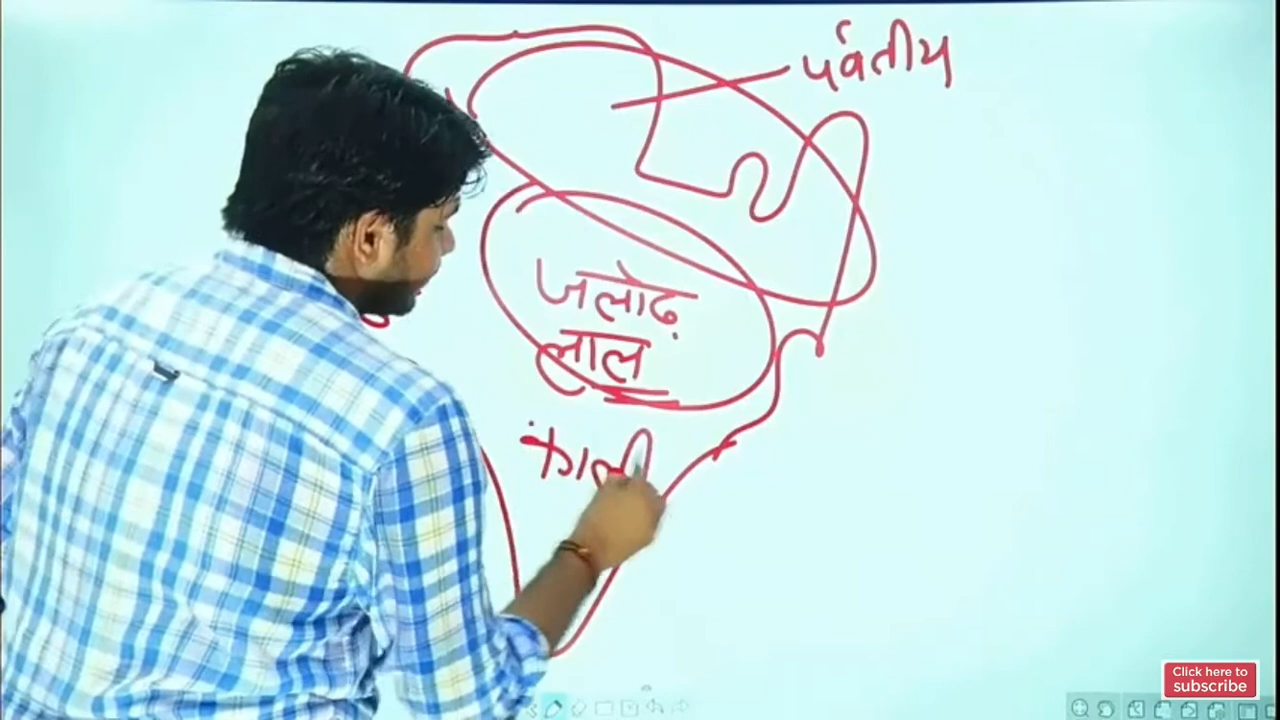 पर्वतीय
जलोढ़
लाल
काली
Click here to
subscribe